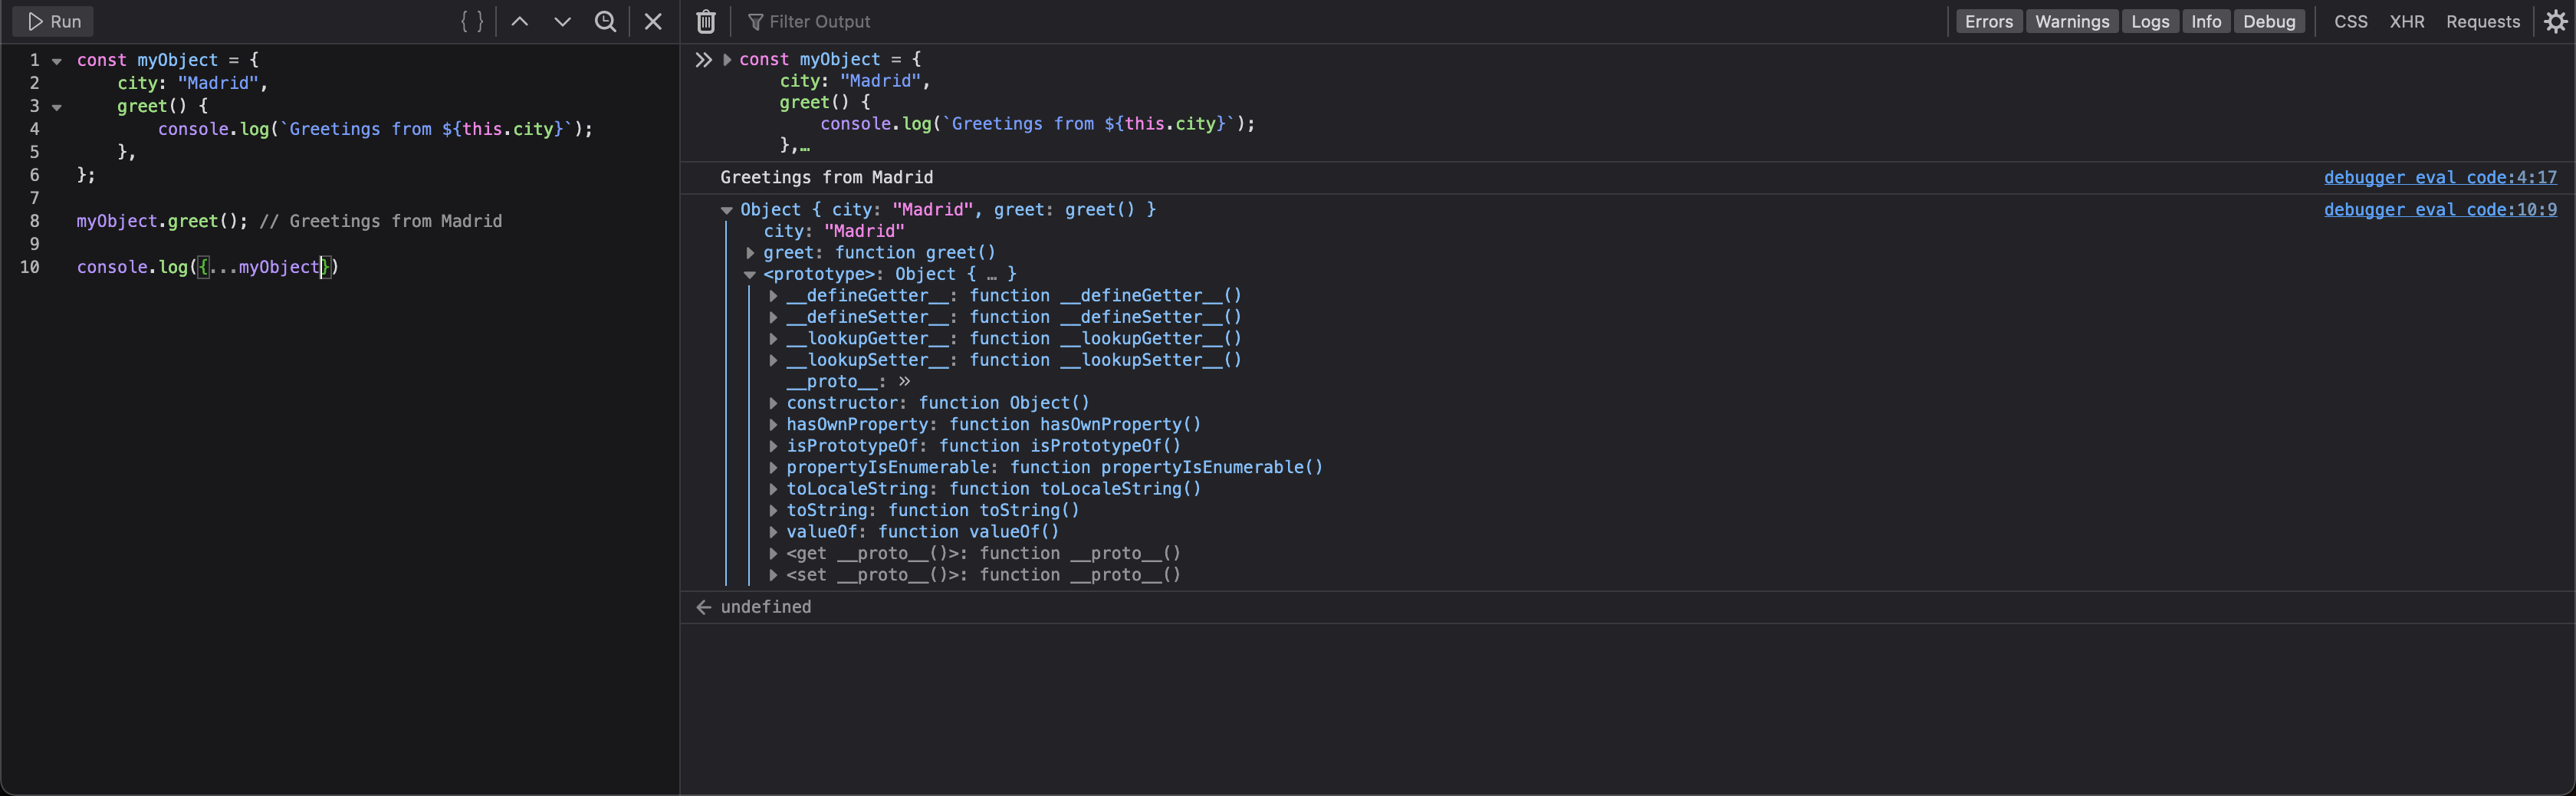 Run { } Filter Output Errors Warnings Logs Info Debug CSS XHR Requests
1 const myObject = {
2     city: "Madrid",
3     greet() {
4         console.log(`Greetings from ${this.city}`);
5     },
6 };
7
8 myObject.greet(); // Greetings from Madrid
9
10 console.log({...myObject})
const myObject = {
    city: "Madrid",
    greet() {
        console.log(`Greetings from ${this.city}`);
    },…
Greetings from Madrid debugger eval code:4:17
Object { city: "Madrid", greet: greet() } debugger eval code:10:9
city: "Madrid"
greet: function greet()
<prototype>: Object { … }
__defineGetter__: function __defineGetter__()
__defineSetter__: function __defineSetter__()
__lookupGetter__: function __lookupGetter__()
__lookupSetter__: function __lookupSetter__()
__proto__: »
constructor: function Object()
hasOwnProperty: function hasOwnProperty()
isPrototypeOf: function isPrototypeOf()
propertyIsEnumerable: function propertyIsEnumerable()
toLocaleString: function toLocaleString()
toString: function toString()
valueOf: function valueOf()
<get __proto__()>: function __proto__()
<set __proto__()>: function __proto__()
undefined